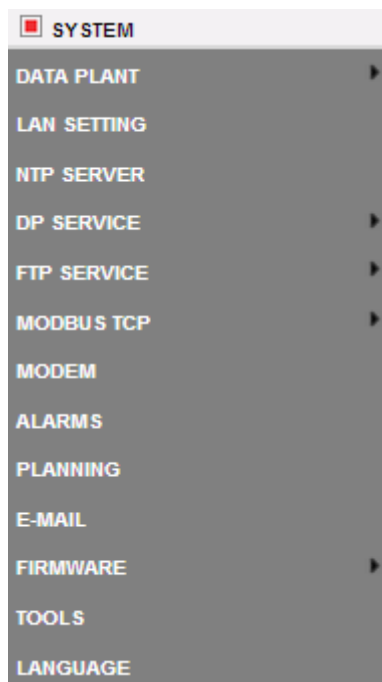 SYSTEM
DATA PLANT
LAN SETTING
NTP SERVER
DP SERVICE
FTP SERVICE
MODBUS TCP
MODEM
ALARMS
PLANNING
E-MAIL
FIRMWARE
TOOLS
LANGUAGE